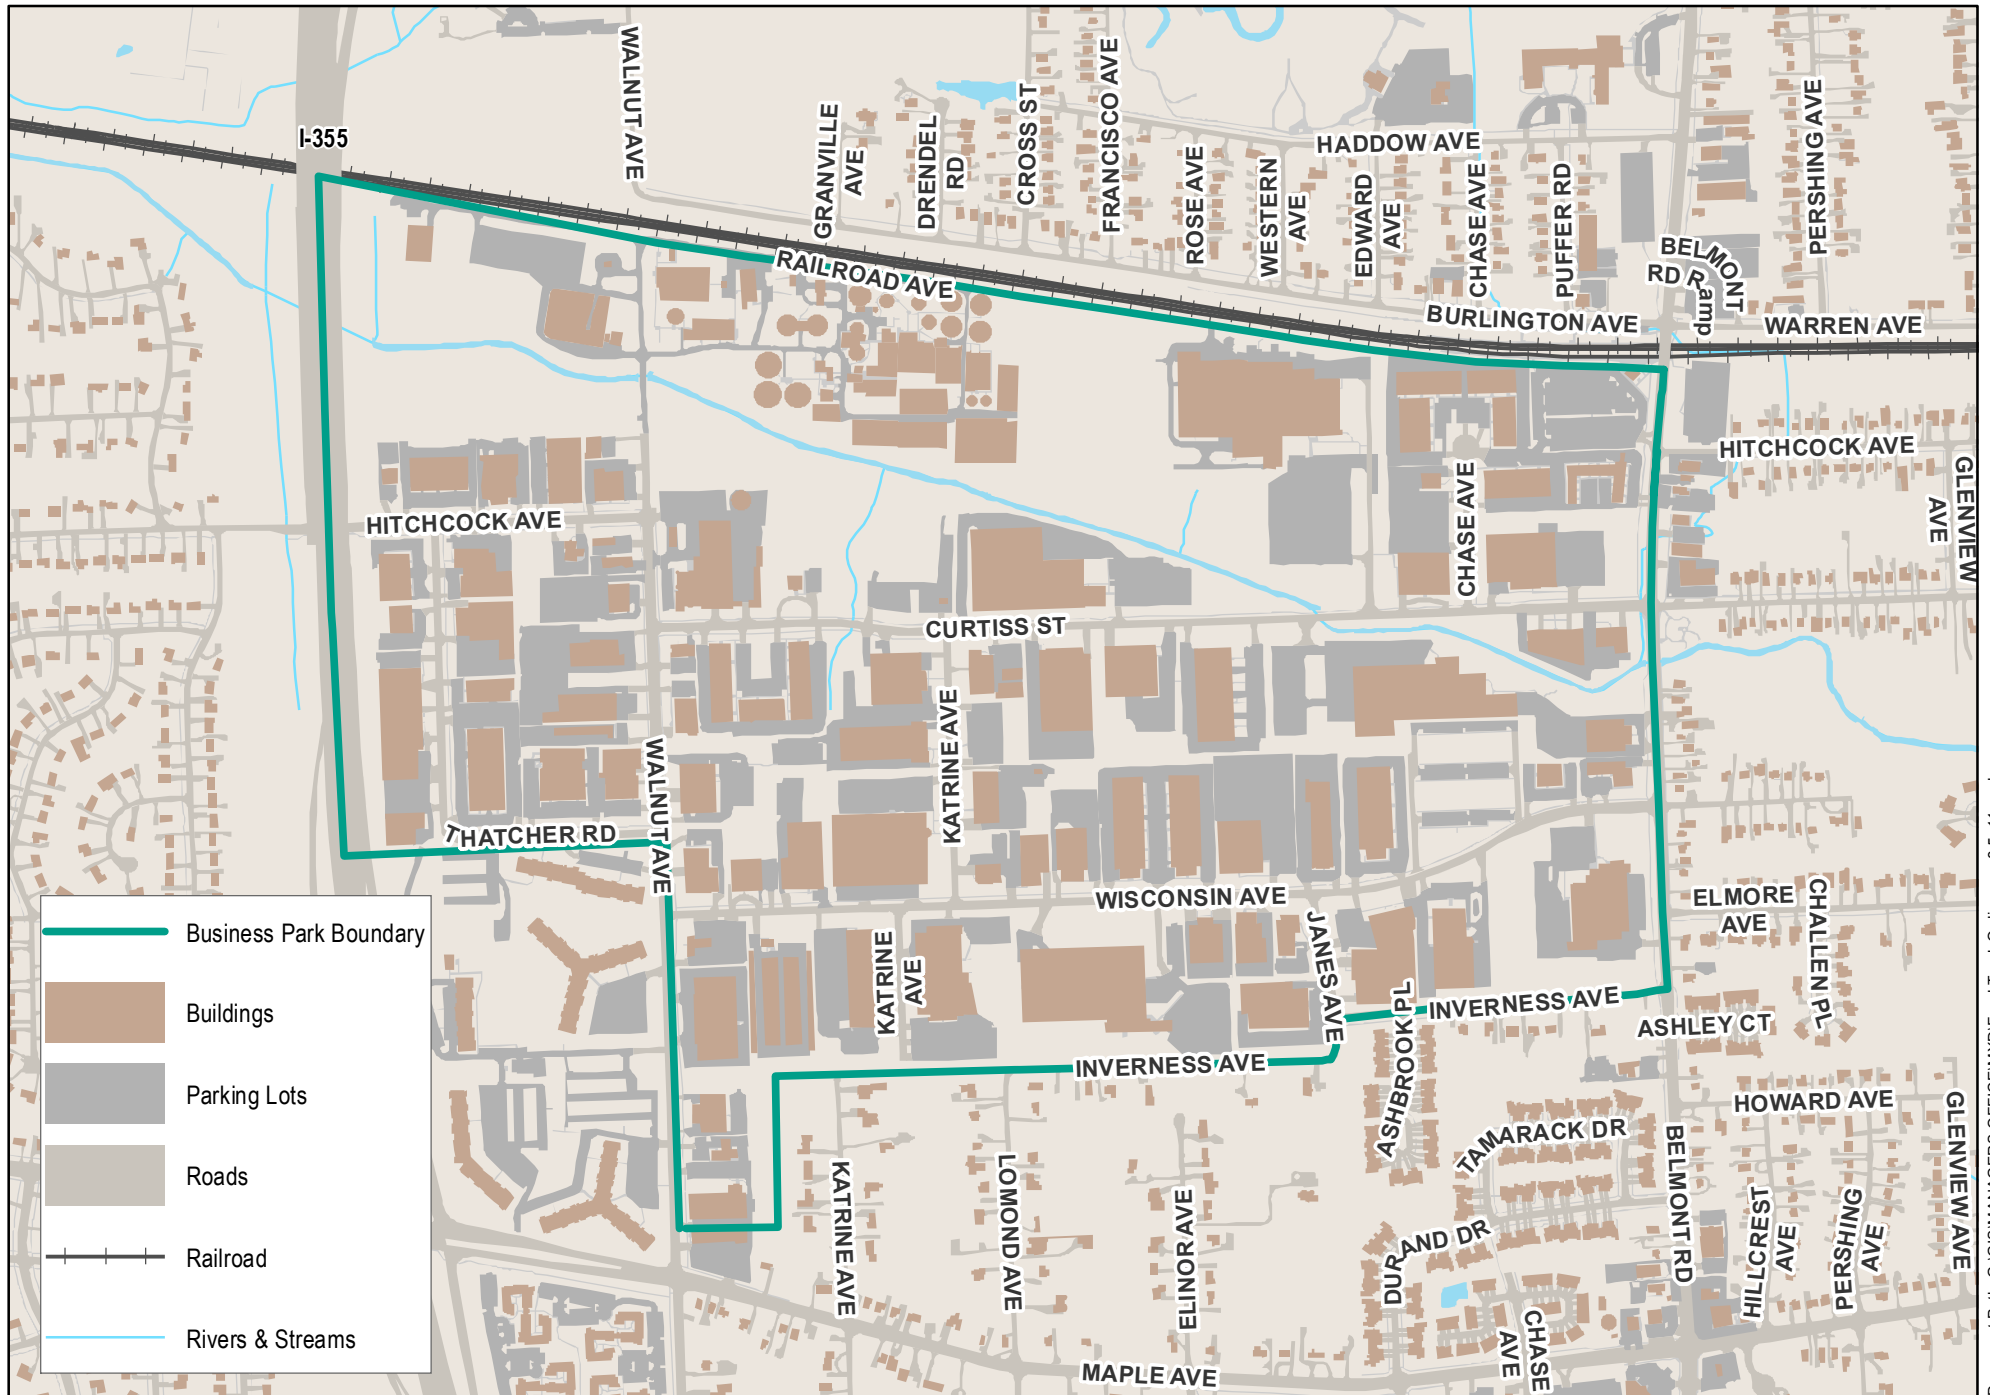 I-355
WALNUT AVE
GRANVILLE
AVE
DRENDEL
RD
CROSS ST
FRANCISCO AVE
ROSE AVE
WESTERN
AVE
EDWARD
AVE
HADDOW AVE
CHASE AVE
PUFFER RD
BELMONT
RD Ramp
PERSHING AVE
RAILROAD AVE
BURLINGTON AVE
WARREN AVE
HITCHCOCK AVE
GLENVIEW
AVE
HITCHCOCK AVE
CHASE AVE
CURTISS ST
KATRINE AVE
WALNUT AVE
THATCHER RD
WISCONSIN AVE
JANES AVE
KATRINE
AVE
ELMORE
AVE
CHALLEN PL
INVERNESS AVE
ASHLEY CT
INVERNESS AVE
ASHBROOK PL
HOWARD AVE
TAMARACK DR
BELMONT RD
GLENVIEW AVE
KATRINE AVE
LOMOND AVE
ELINOR AVE
DURAND DR
HILLCREST
AVE
PERSHING
AVE
CHASE
AVE
MAPLE AVE
Business Park Boundary
Buildings
Parking Lots
Roads
Railroad
Rivers & Streams